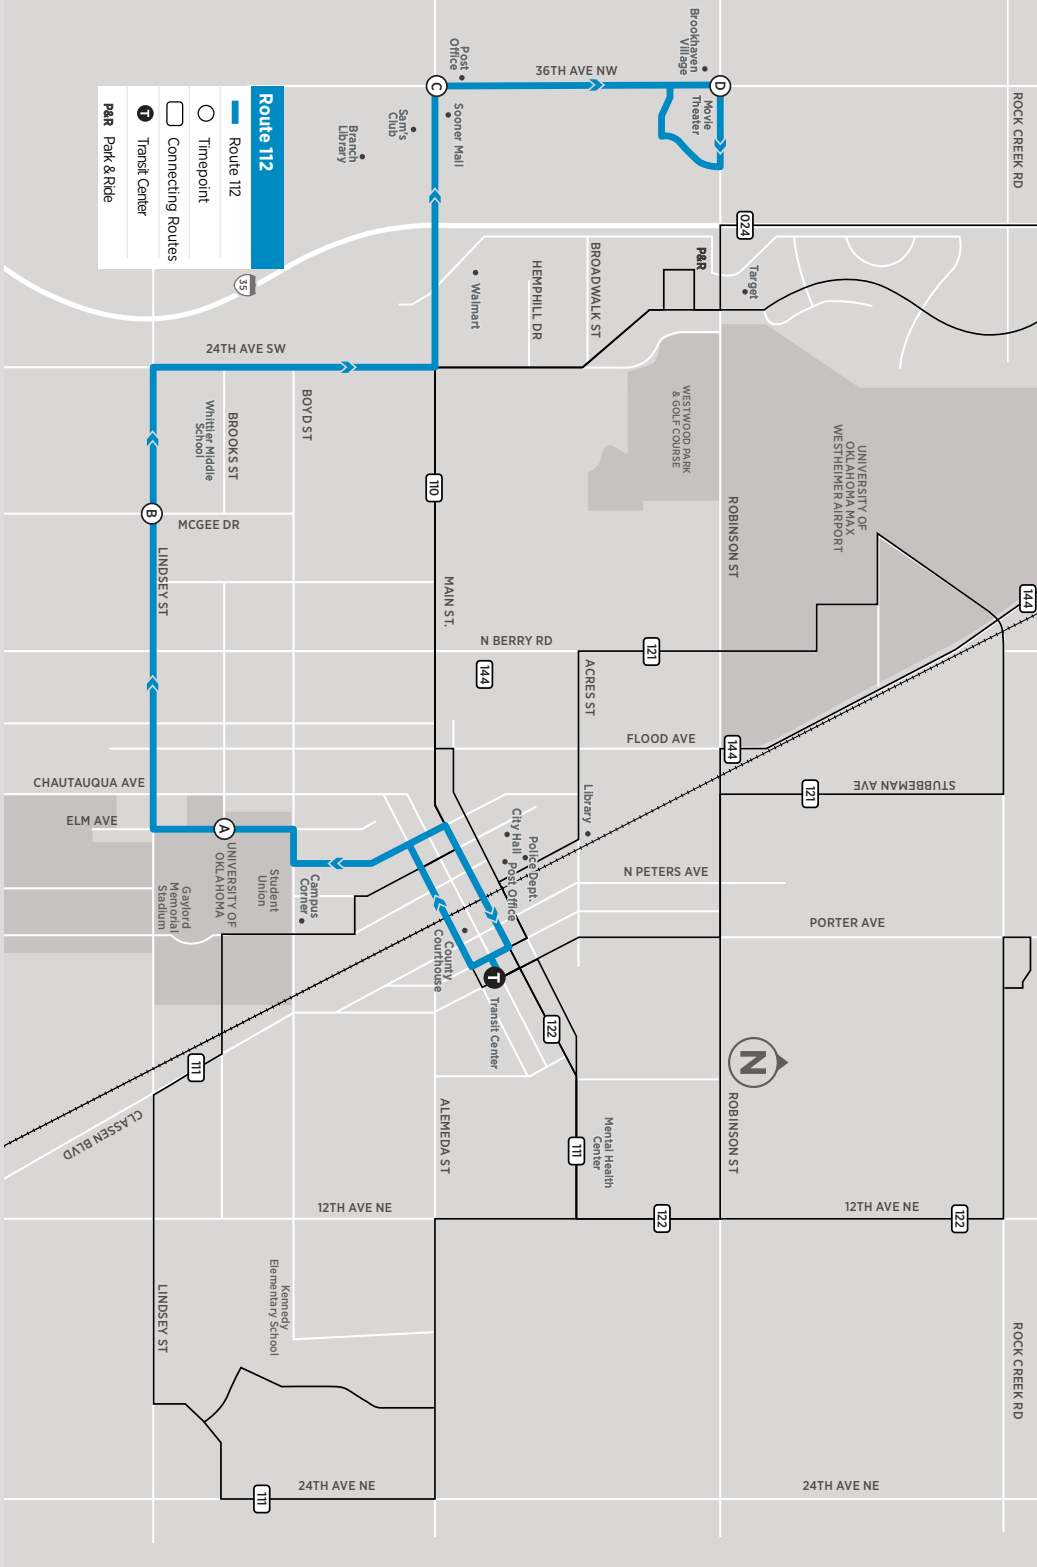 Route 112
Route 112
Timepoint
Connecting Routes
T
Transit Center
P&R
Park & Ride
35
Brookhaven
Village
Post
Office
36TH AVE NW
C
D
Movie
Theater
Sooner Mall
Sam's
Club
Branch
Library
ROCK CREEK RD
024
P&R
Target
BROADWALK ST
HEMPHILL DR
Walmart
24TH AVE SW
BOYD ST
BROOKS ST
Whittier Middle
School
B
MCGEE DR
LINDSEY ST
110
MAIN ST.
WESTWOOD PARK
& GOLF COURSE
ROBINSON ST
UNIVERSITY OF
OKLAHOMA MAX
WESTHEIMER AIRPORT
144
N BERRY RD
144
121
ACRES ST
FLOOD AVE
144
121
STUBBEMAN AVE
CHAUTAUQUA AVE
ELM AVE
A
UNIVERSITY OF
OKLAHOMA
Student
Union
Campus
Corner
Gaylord
Memorial
Stadium
Library
City Hall
Police Dept.
Post Office
County
Courthouse
N PETERS AVE
PORTER AVE
T
Transit Center
122
N
111
CLASSEN BLVD
ALEMEDA ST
111
Mental Health
Center
ROBINSON ST
12TH AVE NE
122
12TH AVE NE
122
LINDSEY ST
Kennedy
Elementary School
ROCK CREEK RD
24TH AVE NE
111
24TH AVE NE